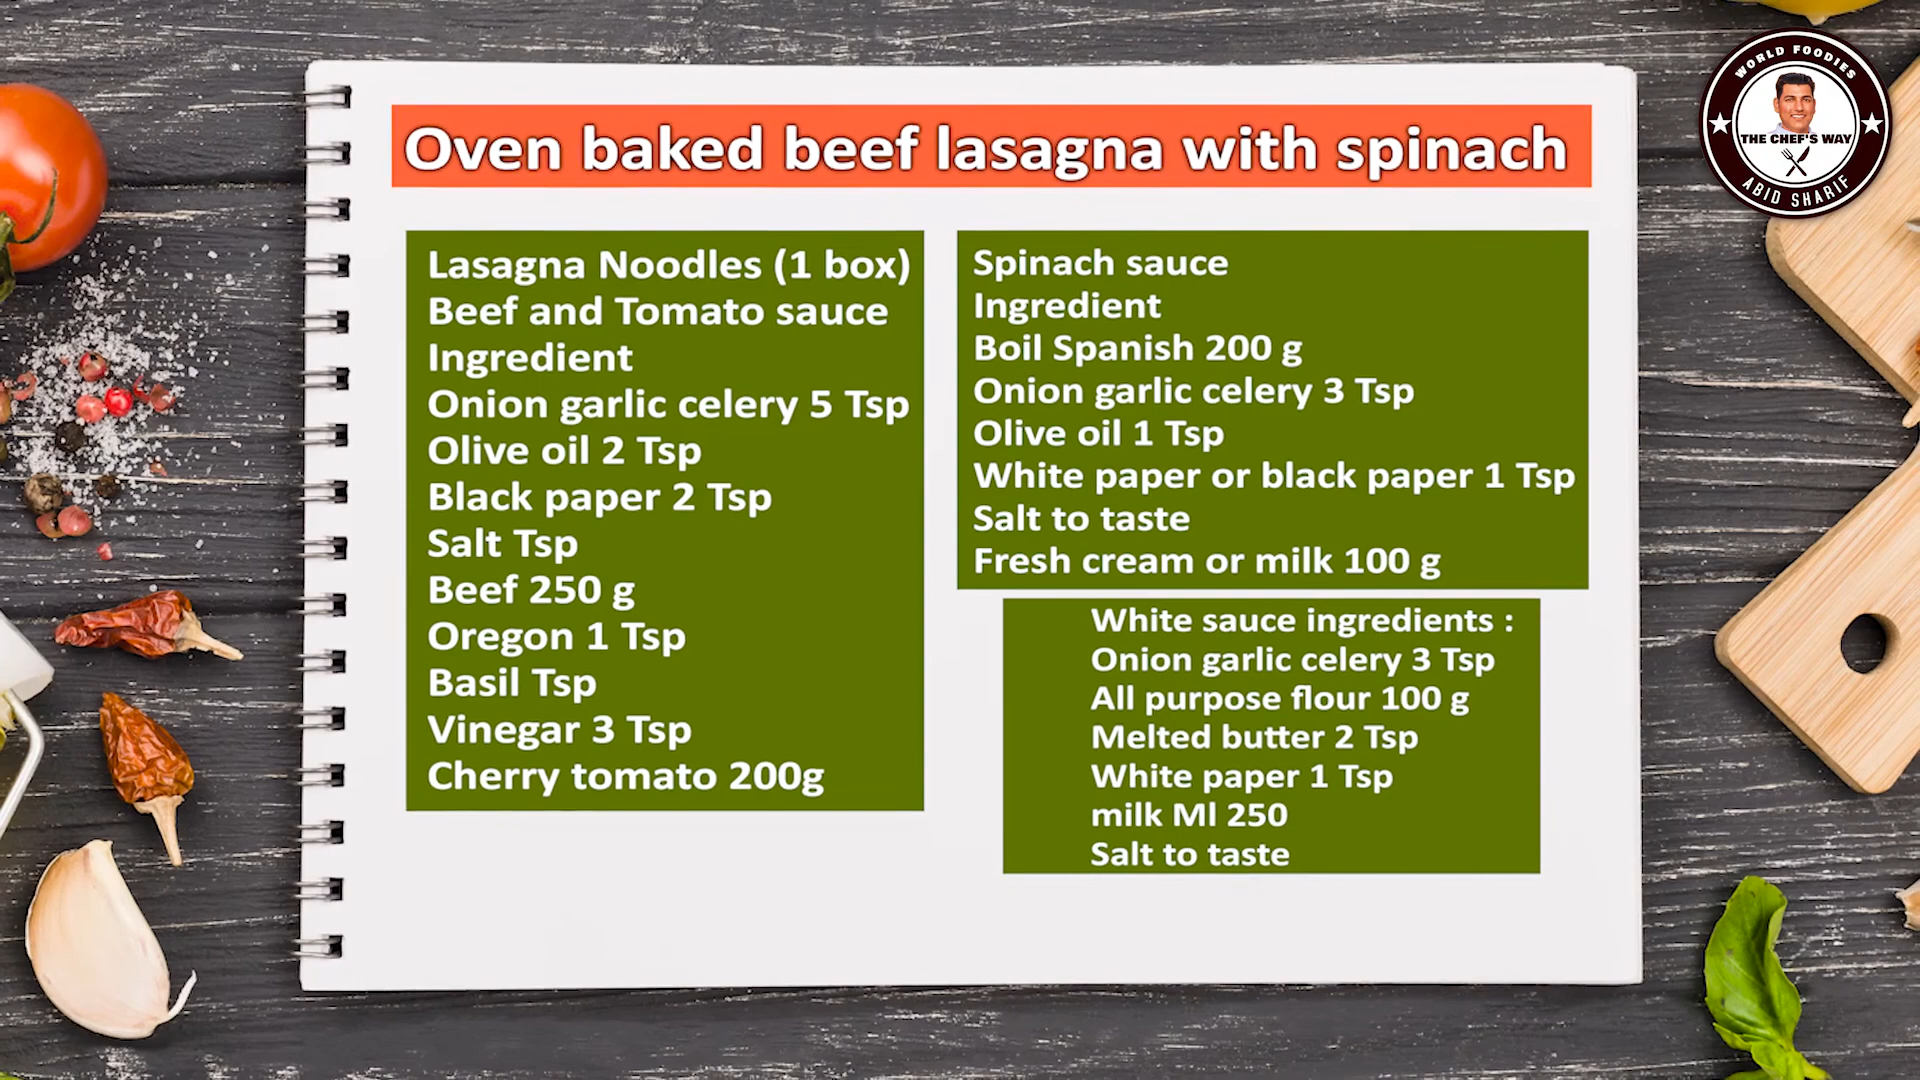 Oven baked beef lasagna with spinach
Lasagna Noodles (1 box)
Beef and Tomato sauce
Ingredient
Onion garlic celery 5 Tsp
Olive oil 2 Tsp
Black paper 2 Tsp
Salt Tsp
Beef 250 g
Oregon 1 Tsp
Basil Tsp
Vinegar 3 Tsp
Cherry tomato 200g
Spinach sauce
Ingredient
Boil Spanish 200 g
Onion garlic celery 3 Tsp
Olive oil 1 Tsp
White paper or black paper 1 Tsp
Salt to taste
Fresh cream or milk 100 g
White sauce ingredients :
Onion garlic celery 3 Tsp
All purpose flour 100 g
Melted butter 2 Tsp
White paper 1 Tsp
milk Ml 250
Salt to taste
WORLD FOODIES
THE CHEF'S WAY
ABID SHARIF